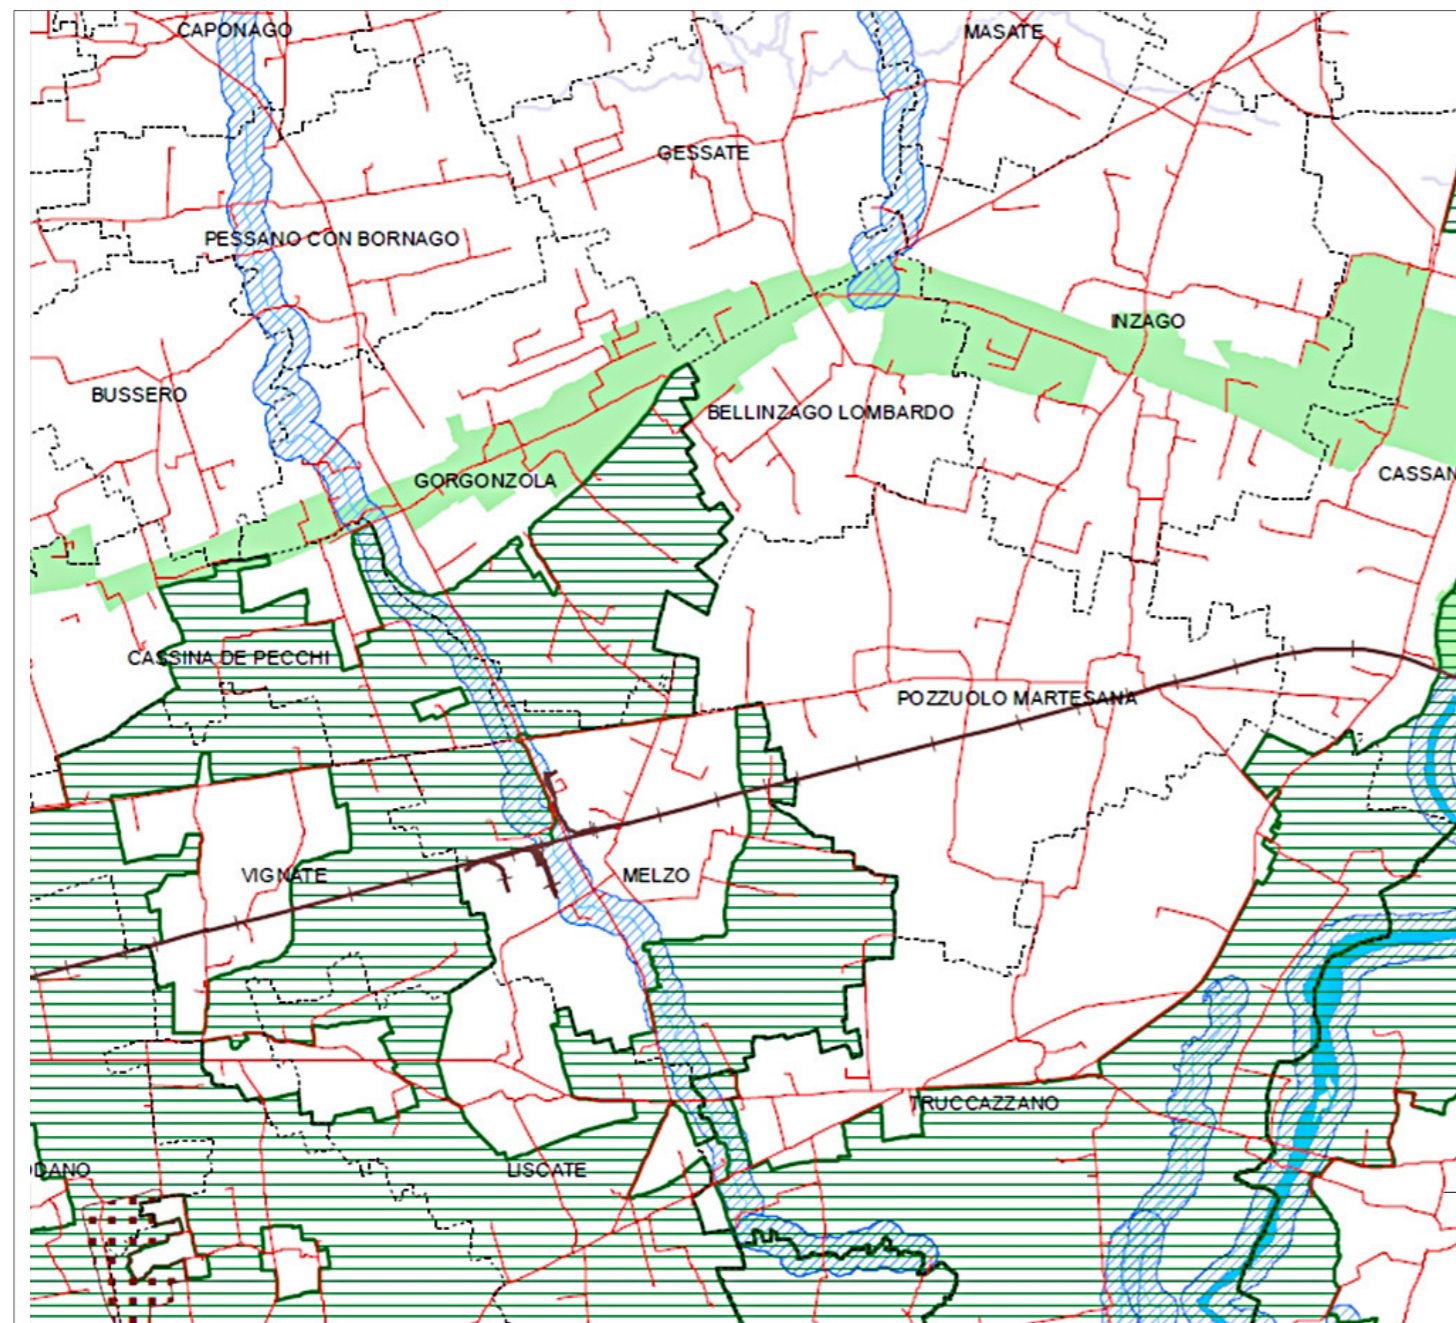 CAPONAGO
MASATE
GESSATE
PESSANO CON BORNAGO
INZAGO
BUSSERO
BELLINZAGO LOMBARDO
GORGONZOLA
CASSAN
CASSINA DE PECCHI
POZZUOLO MARTESANA
VIGNATE
MELZO
TRUCCAZZANO
DANO
LISCATE